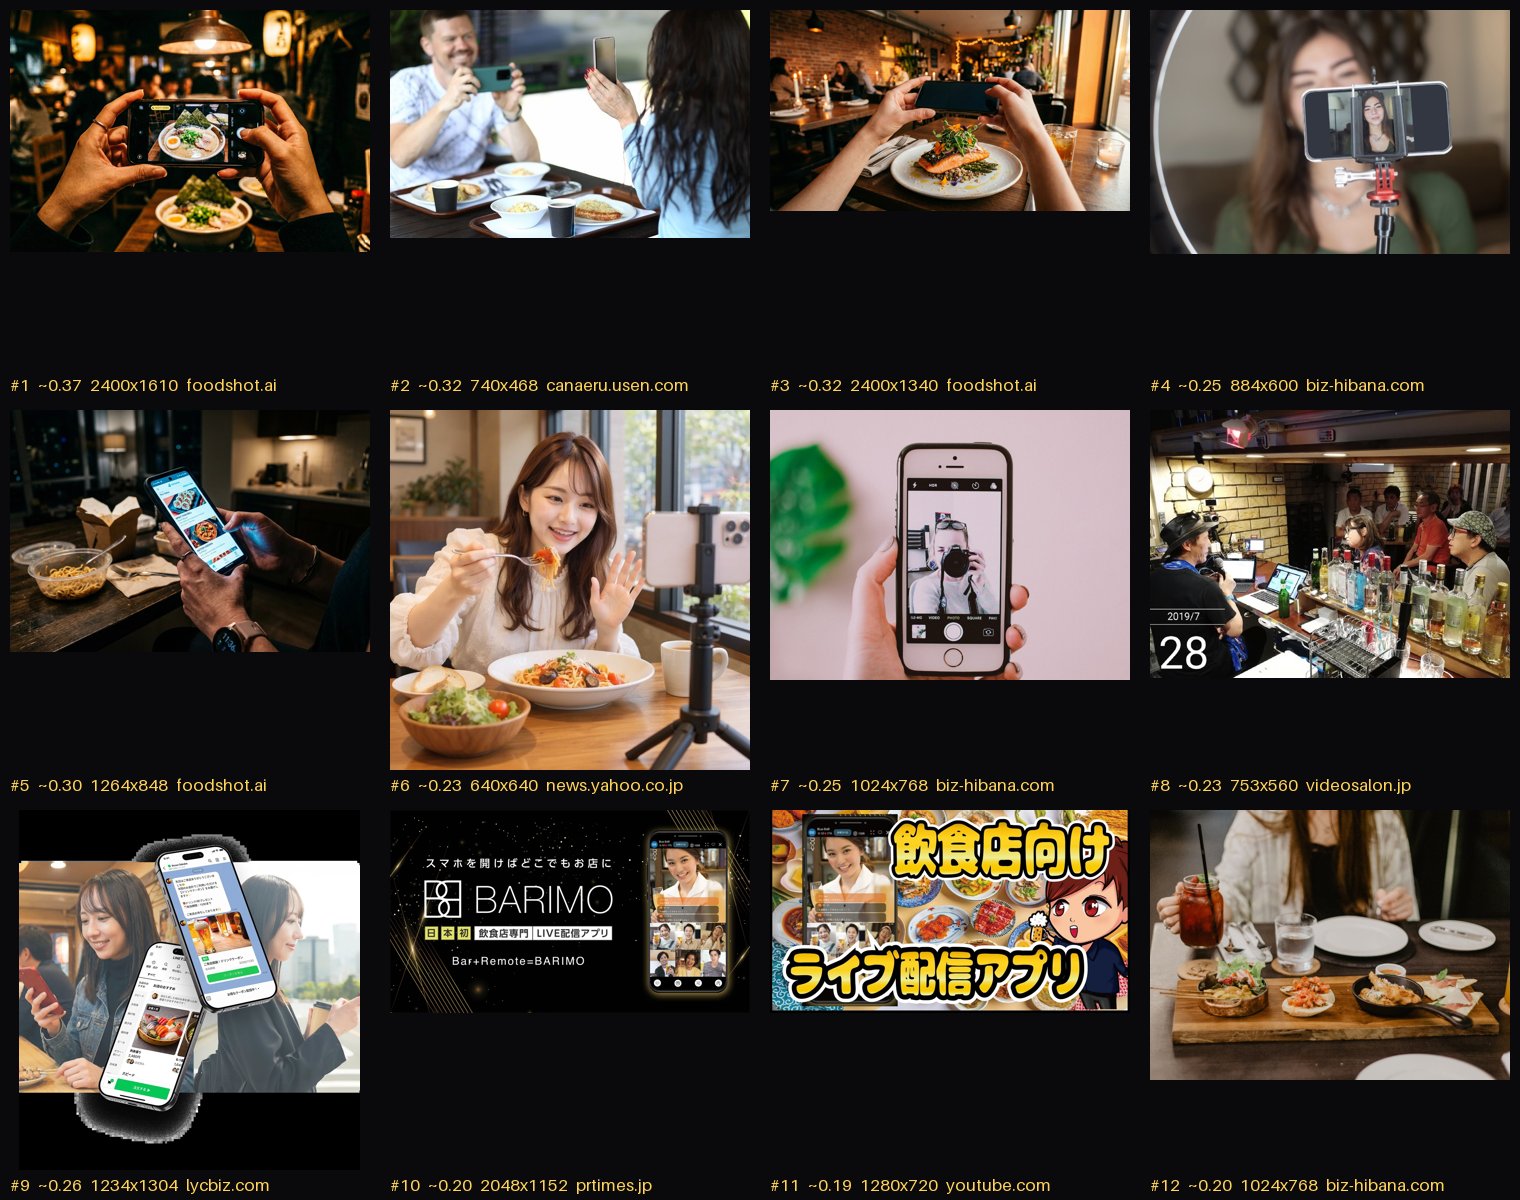 #1 ~0.37 2400x1610 foodshot.ai
#2 ~0.32 740x468 canaeru.usen.com
#3 ~0.32 2400x1340 foodshot.ai
#4 ~0.25 884x600 biz-hibana.com
HDR
VIDEO
PHOTO
SQUARE
2019/7
28
#5 ~0.30 1264x848 foodshot.ai
#6 ~0.23 640x640 news.yahoo.co.jp
#7 ~0.25 1024x768 biz-hibana.com
#8 ~0.23 753x560 videosalon.jp
スマホを開けばどこでもお店に
BARIMO
日本初 飲食店専門 LIVE配信アプリ
Bar+Remote=BARIMO
飲食店向け
ライブ配信アプリ
#9 ~0.26 1234x1304 lycbiz.com
#10 ~0.20 2048x1152 prtimes.jp
#11 ~0.19 1280x720 youtube.com
#12 ~0.20 1024x768 biz-hibana.com